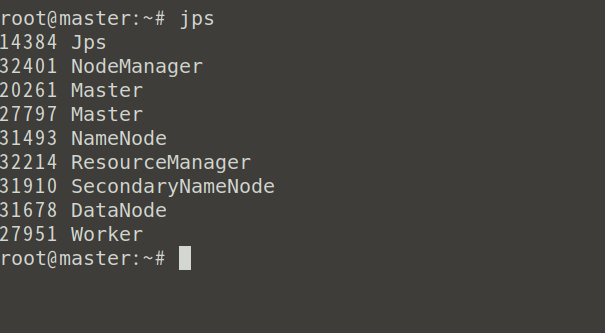 root@master:~# jps
14384 Jps
32401 NodeManager
20261 Master
27797 Master
31493 NameNode
32214 ResourceManager
31910 SecondaryNameNode
31678 DataNode
27951 Worker
root@master:~#